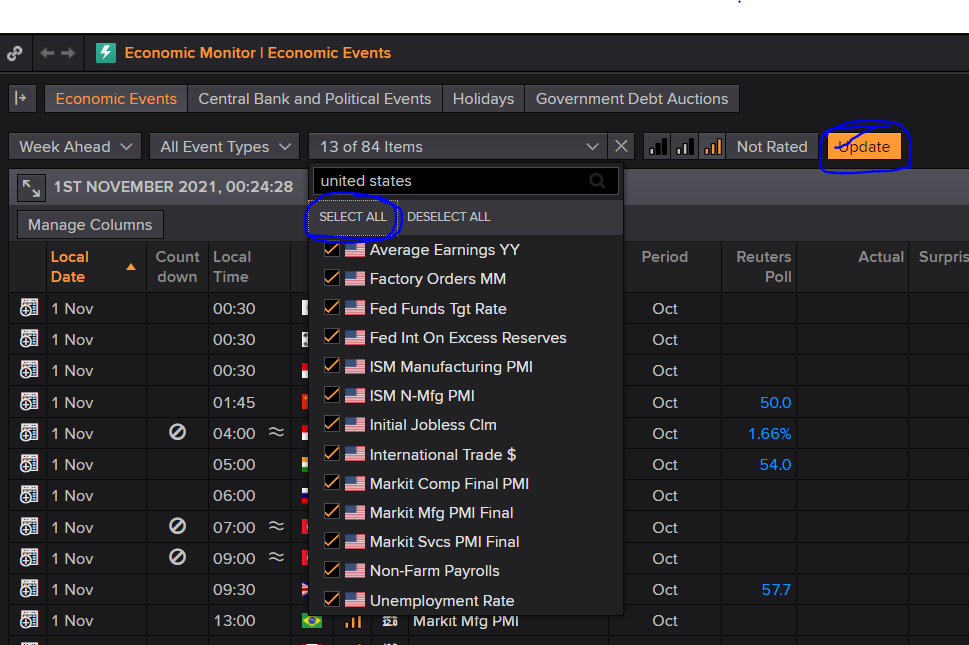 Economic Monitor | Economic Events
Economic Events Central Bank and Political Events Holidays Government Debt Auctions
Week Ahead All Event Types 13 of 84 Items Not Rated Update
united states
1ST NOVEMBER 2021, 00:24:28
SELECT ALL DESELECT ALL
Manage Columns
Average Earnings YY
Local Date Count down Local Time Period Reuters Poll Actual Surpris
Factory Orders MM
1 Nov 00:30 Fed Funds Tgt Rate Oct
1 Nov 00:30 Fed Int On Excess Reserves Oct
1 Nov 00:30 ISM Manufacturing PMI Oct
1 Nov 01:45 ISM N-Mfg PMI Oct 50.0
1 Nov 04:00 ≈ Initial Jobless Clm Oct 1.66%
1 Nov 05:00 International Trade $ Oct 54.0
1 Nov 06:00 Markit Comp Final PMI Oct
1 Nov 07:00 ≈ Markit Mfg PMI Final Oct
Markit Svcs PMI Final
1 Nov 09:00 ≈ Oct
1 Nov 09:30 Non-Farm Payrolls Oct 57.7
Unemployment Rate
1 Nov 13:00 Markit Mfg PMI Oct